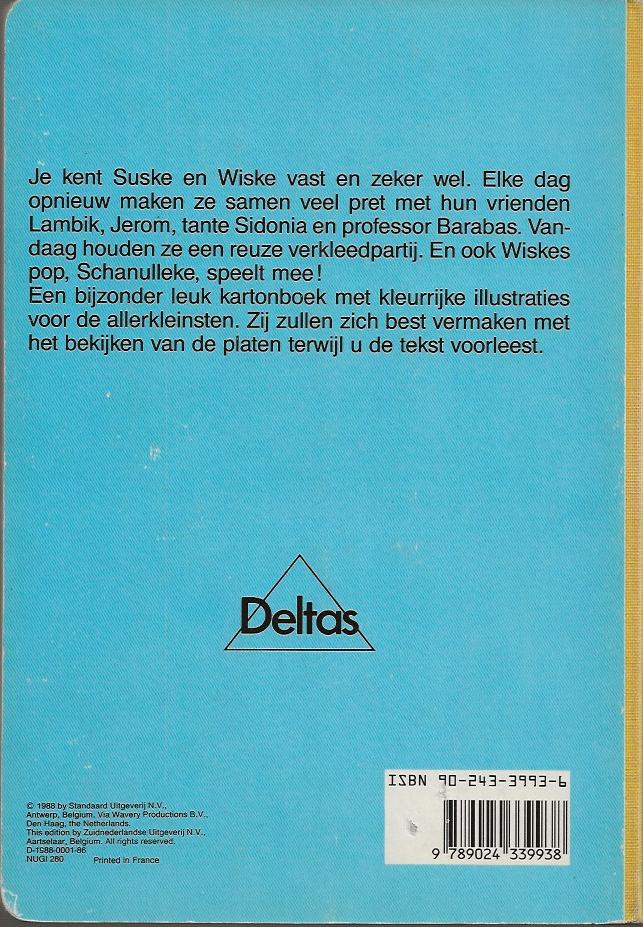 Je kent Suske en Wiske vast en zeker wel. Elke dag
opnieuw maken ze samen veel pret met hun vrienden
Lambik, Jerom, tante Sidonia en professor Barabas. Van-
daag houden ze een reuze verkleedpartij. En ook Wiskes
pop, Schanulleke, speelt mee!
Een bijzonder leuk kartonboek met kleurrijke illustraties
voor de allerkleinsten. Zij zullen zich best vermaken met
het bekijken van de platen terwijl u de tekst voorleest.
Deltas
© 1988 by Standaard Uitgeverij N.V.,
Antwerp, Belgium, Via Wavery Productions B.V.,
Den Haag, the Netherlands.
This edition by Zuidnederlandse Uitgeverij N.V.,
Aartselaar, Belgium. All rights reserved.
D-1988-0001-86
NUGI 280 Printed in France
ISBN 90-243-3993-6
9 789024 339938